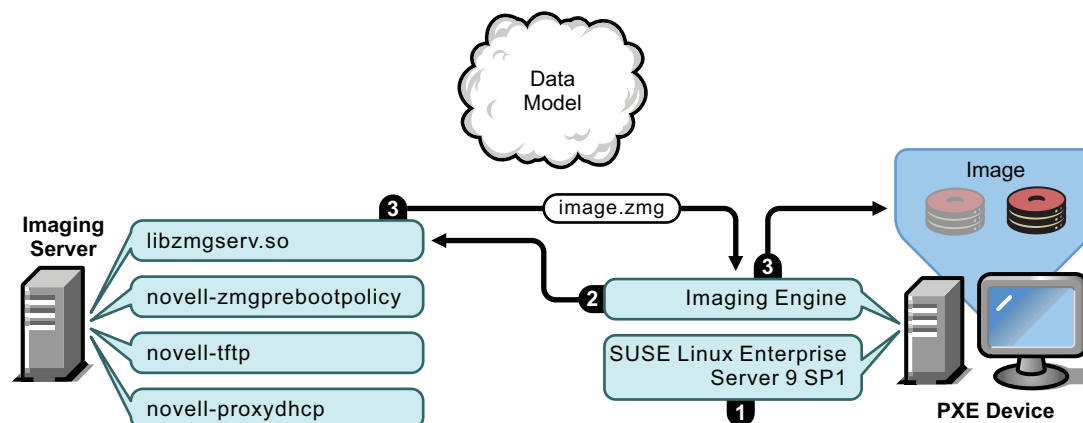 Data
Model
Image
3
image.zmg
Imaging
Server
libzmgserv.so
3
novell-zmgprebootpolicy
2
Imaging Engine
novell-tftp
SUSE Linux Enterprise
Server 9 SP1
novell-proxydhcp
1
PXE Device